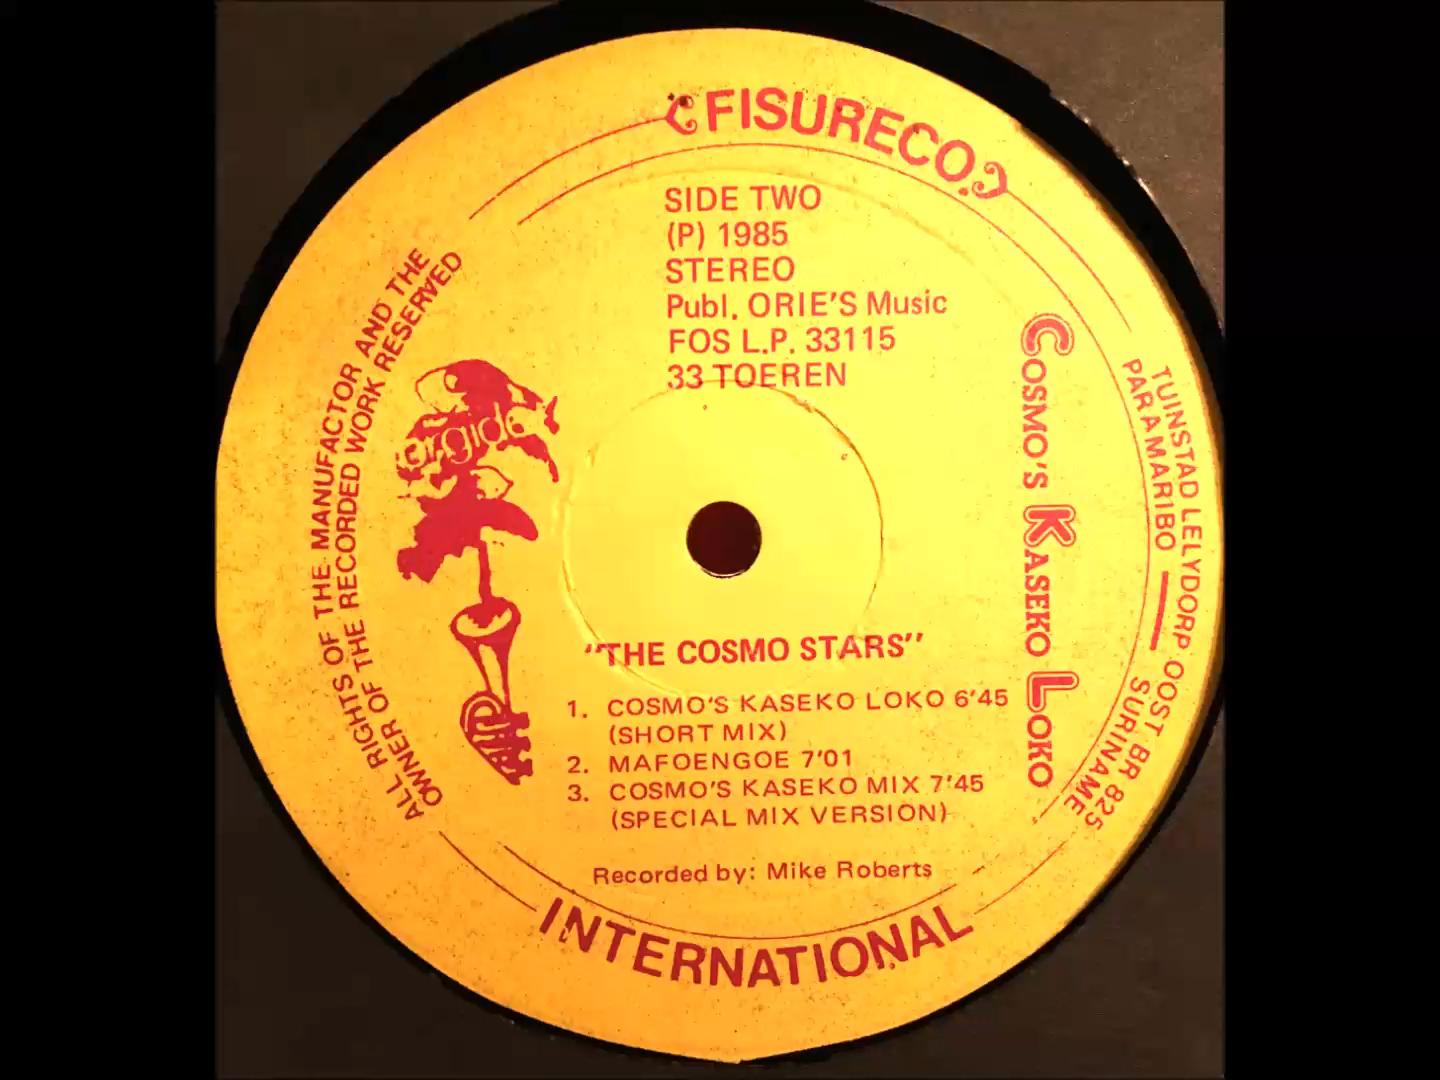 FISURECO.
SIDE TWO
(P) 1985
STEREO
Publ. ORIE'S Music
FOS L.P. 33115
33 TOEREN
"THE COSMO STARS"
1. COSMO'S KASEKO LOKO 6'45
(SHORT MIX)
2. MAFOENGOE 7'01
3. COSMO'S KASEKO MIX 7'45
(SPECIAL MIX VERSION)
Recorded by: Mike Roberts
INTERNATIONAL
COSMO'S KASEKO LOKO
TUINSTAD LELYDORP OOST BR 825
PARAMARIBO — SURINAME
ALL RIGHTS OF THE MANUFACTOR AND THE
OWNER OF THE RECORDED WORK RESERVED